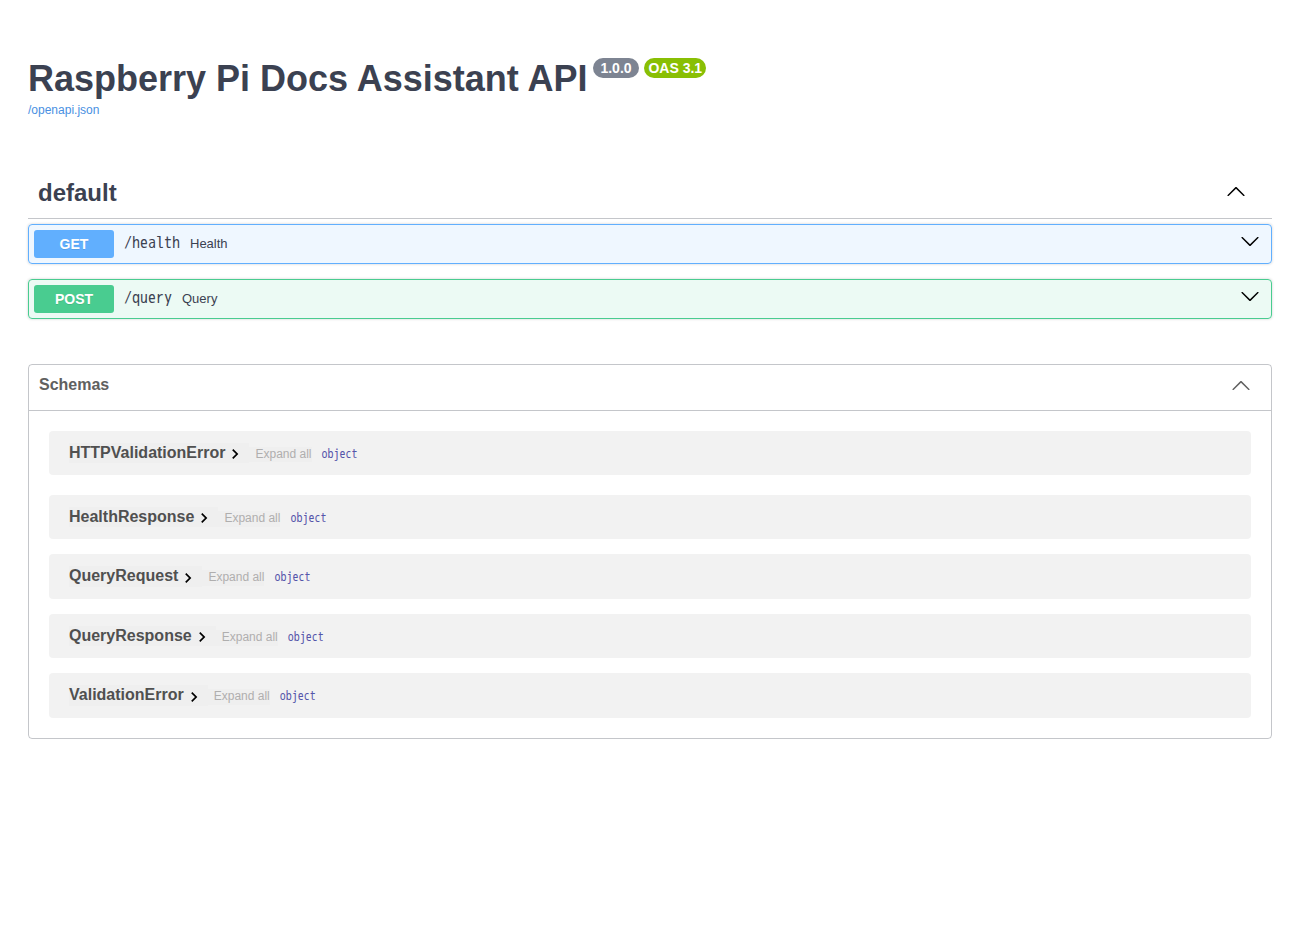 Raspberry Pi Docs Assistant API 1.0.0 OAS 3.1
/openapi.json
default
GET /health Health
POST /query Query
Schemas
HTTPValidationError Expand all object
HealthResponse Expand all object
QueryRequest Expand all object
QueryResponse Expand all object
ValidationError Expand all object